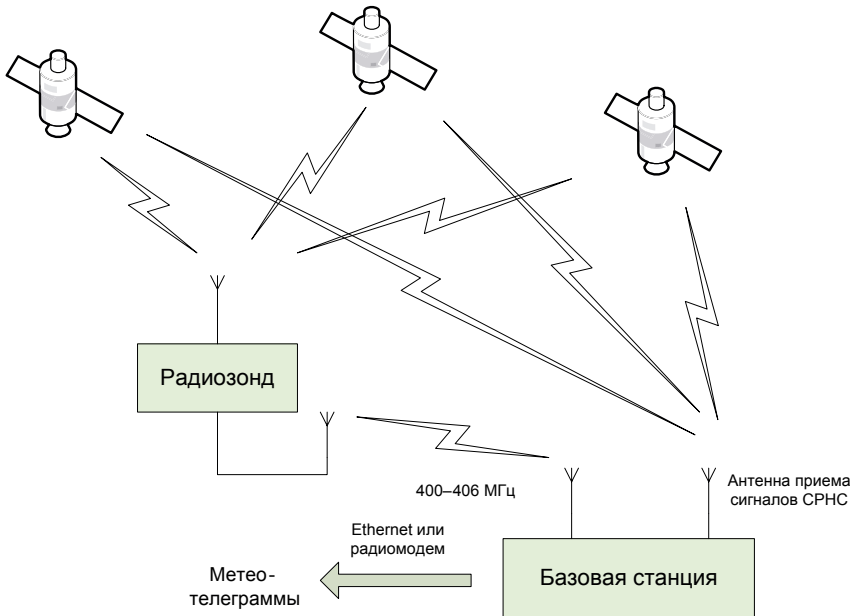 Радиозонд
400–406 МГц
Антенна приема
сигналов СРНС
Ethernet или
радиомодем
Метео-
телеграммы
Базовая станция